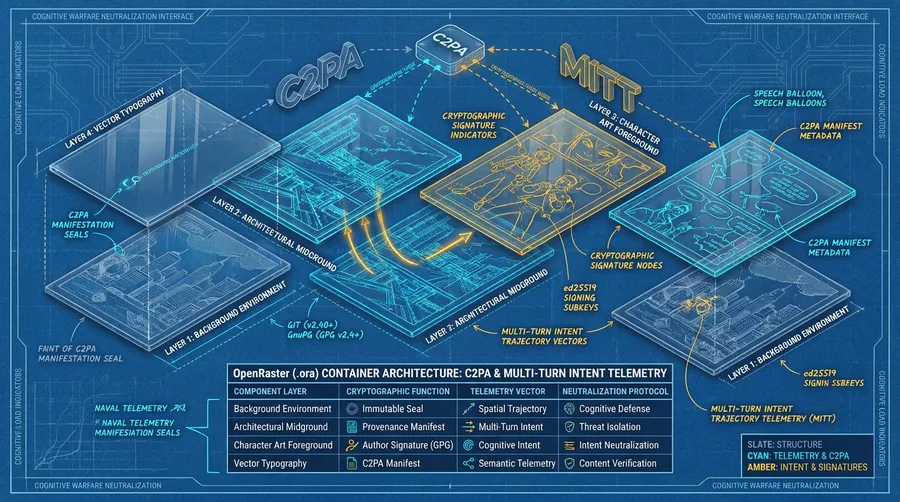 COGNITIVE WARFARE NEUTRALIZATION INTERFACE
COGNITIVE WARFARE NEUTRALIZATION INTERFACE
COGNITIVE LOAD INDICATORS
COGNITIVE LOAD INDICATORS
C2PA
C2PA
MITT
LAYER 4: VECTOR TYPOGRAPHY
LAYER 3: CHARACTER
ART FOREGROUND
SPEECH BALLOON,
SPEECH BALLOONS
CRYPTOGRAPHIC
SIGNATURE
INDICATORS
C2PA MANIFEST
METADATA
C2PA
MANIFESTATION
SEALS
LAYER 2: ARCHITECTURAL MIDGROUND
C2PA MANIFEST
METADATA
CRYPTOGRAPHIC
SIGNATURE NODES
ed25519
SIGNING
SUBKEYS
LAYER 1: BACKGROUND ENVIRONMENT
LAYER 2: ARCHITECTURAL MIDGROUND
GIT (v2.40+)
GnuPG (GPG v2.4+)
MULTI-TURN INTENT
TRAJECTORY VECTORS
FAINT OF C2PA
MANIFESTATION SEAL
LAYER 1: BACKGROUND ENVIRONMENT
ed25519
SIGNIN SSBEEYS
MULTI-TURN INTENT
TRAJECTORY TELEMETRY (MITT)
OpenRaster (.ora) CONTAINER ARCHITECTURE: C2PA & MULTI-TURN INTENT TELEMETRY
COMPONENT LAYER CRYPTOGRAPHIC FUNCTION TELEMETRY VECTOR NEUTRALIZATION PROTOCOL
Background Environment Immutable Seal Spatial Trajectory Cognitive Defense
Architectural Midground Provenance Manifest Multi-Turn Intent Threat Isolation
Character Art Foreground Author Signature (GPG) Cognitive Intent Intent Neutralization
Vector Typography C2PA Manifest Semantic Telemetry Content Verification
NAVAL TELEMETRY
NAVAL TELEMETRY
MANIFESIATION SEALS
COGNITIVE LOAD INDICATORS
COGNITIVE LOAD INDICATORS
SLATE: STRUCTURE
CYAN: TELEMETRY & C2PA
AMBER: INTENT & SIGNATURES
COGNITIVE WARFARE NEUTRALIZATION
COGNITIVE WARFARE NEUTRALIZATION